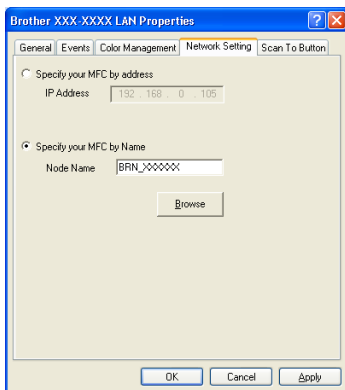 Brother XXX-XXXX LAN Properties
General Events Color Management Network Setting Scan To Button
Specify your MFC by address
IP Address 192 . 168 . 0 . 105
Specify your MFC by Name
Node Name BRN_XXXXXX
Browse
OK Cancel Apply